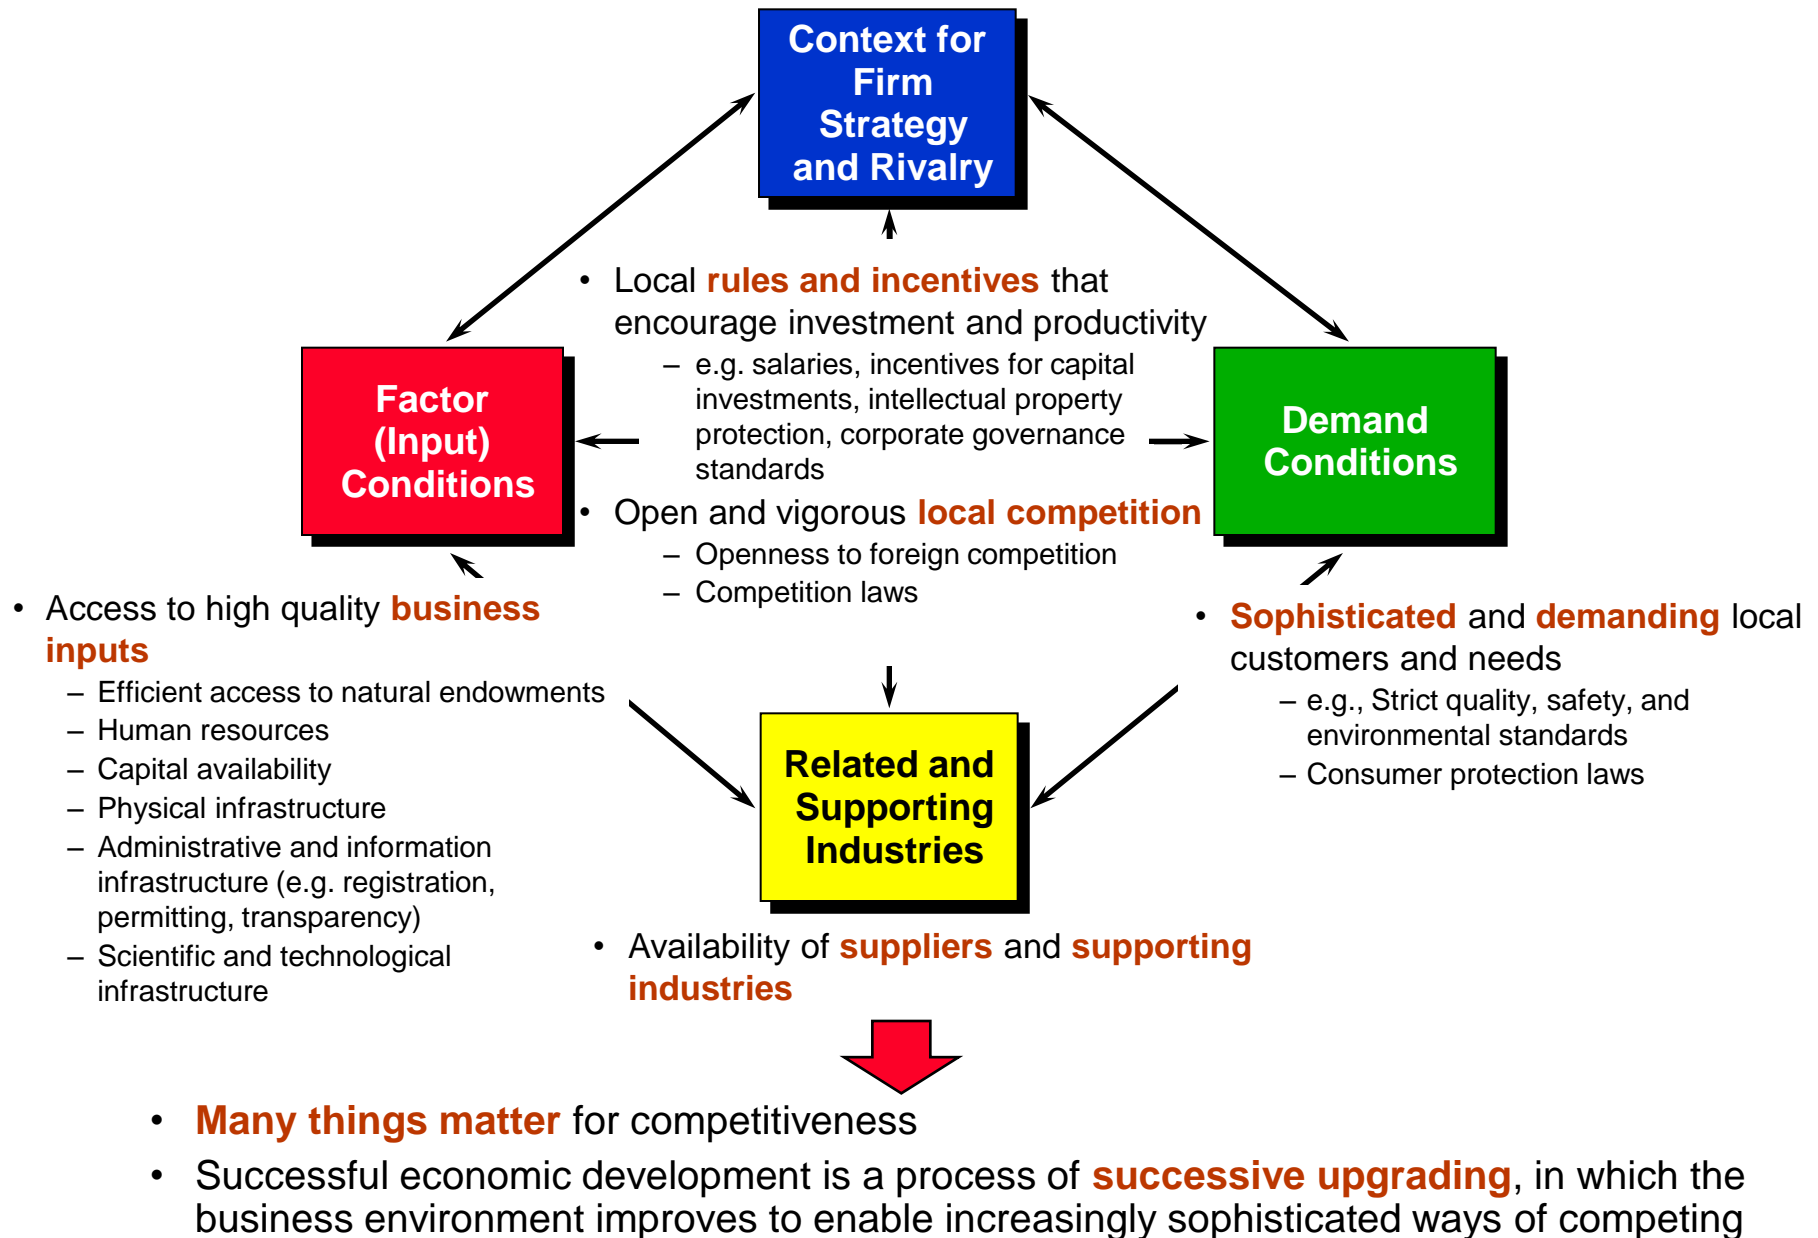 Context for
Firm
Strategy
and Rivalry
• Local rules and incentives that
encourage investment and productivity
– e.g. salaries, incentives for capital
investments, intellectual property
protection, corporate governance
standards
• Open and vigorous local competition
– Openness to foreign competition
– Competition laws
Factor
(Input)
Conditions
• Access to high quality business
inputs
– Efficient access to natural endowments
– Human resources
– Capital availability
– Physical infrastructure
– Administrative and information
infrastructure (e.g. registration,
permitting, transparency)
– Scientific and technological
infrastructure
Demand
Conditions
• Sophisticated and demanding local
customers and needs
– e.g., Strict quality, safety, and
environmental standards
– Consumer protection laws
Related and
Supporting
Industries
• Availability of suppliers and supporting
industries
• Many things matter for competitiveness
• Successful economic development is a process of successive upgrading, in which the
business environment improves to enable increasingly sophisticated ways of competing